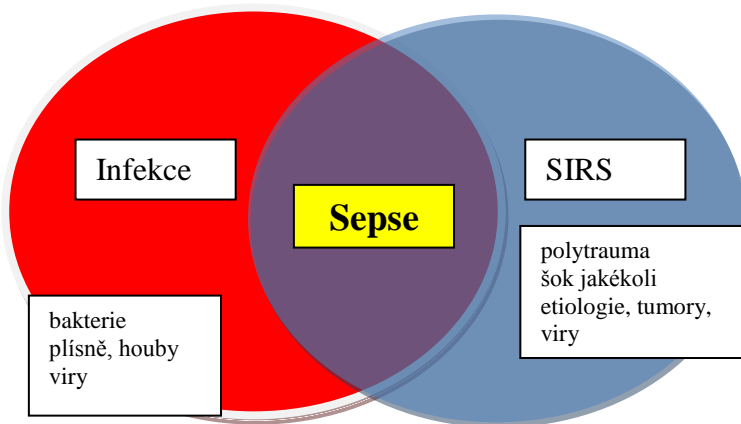 Infekce
SIRS
Sepse
polytrauma
šok jakékoli
etiologie, tumory,
viry
bakterie
plísně, houby
viry